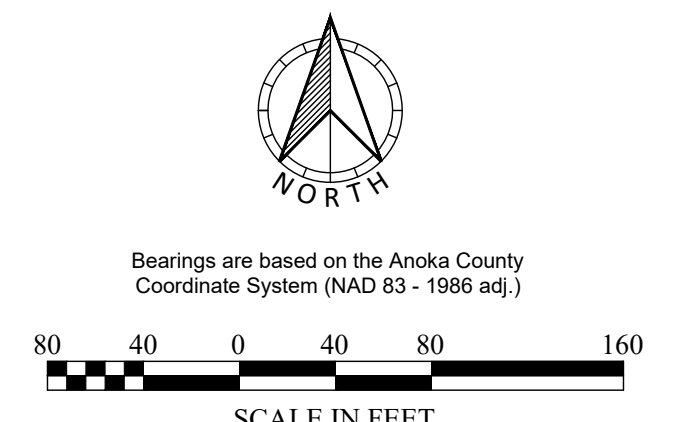 NORTH
Bearings are based on the Anoka County
Coordinate System (NAD 83 - 1986 adj.)
80 40 0 40 80 160
SCALE IN FEET